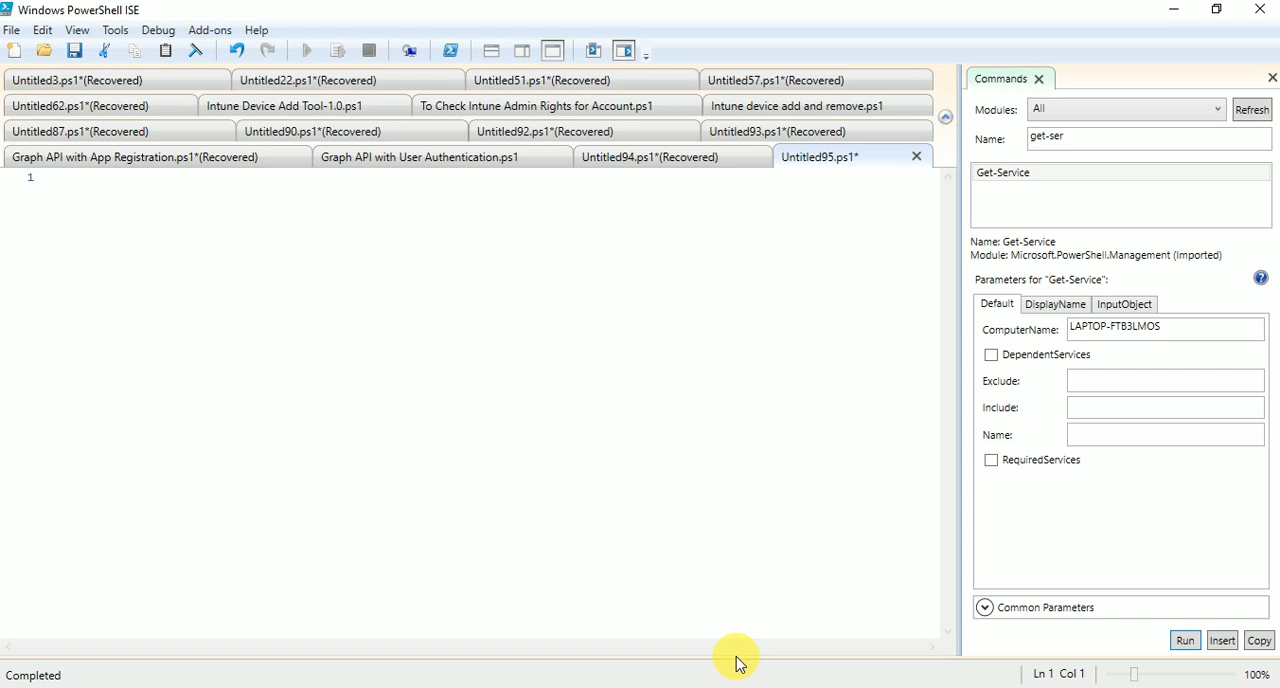 Windows PowerShell ISE
File Edit View Tools Debug Add-ons Help
Untitled3.ps1*(Recovered) Untitled22.ps1*(Recovered) Untitled51.ps1*(Recovered) Untitled57.ps1*(Recovered)
Untitled62.ps1*(Recovered) Intune Device Add Tool-1.0.ps1 To Check Intune Admin Rights for Account.ps1 Intune device add and remove.ps1
Untitled87.ps1*(Recovered) Untitled90.ps1*(Recovered) Untitled92.ps1*(Recovered) Untitled93.ps1*(Recovered)
Graph API with App Registration.ps1*(Recovered) Graph API with User Authentication.ps1 Untitled94.ps1*(Recovered) Untitled95.ps1*
1
Commands
Modules: All Refresh
Name: get-ser
Get-Service
Name: Get-Service
Module: Microsoft.PowerShell.Management (Imported)
Parameters for "Get-Service":
Default DisplayName InputObject
ComputerName: LAPTOP-FTB3LMOS
DependentServices
Exclude:
Include:
Name:
RequiredServices
Common Parameters
Run Insert Copy
Completed Ln 1 Col 1 100%